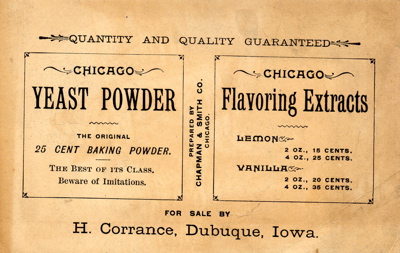 QUANTITY AND QUALITY GUARANTEED
CHICAGO
YEAST POWDER
THE ORIGINAL
25 CENT BAKING POWDER.
THE BEST OF ITS CLASS.
Beware of Imitations.
PREPARED BY
CHAPMAN & SMITH CO.
CHICAGO.
CHICAGO
Flavoring Extracts
LEMON
2 OZ., 15 CENTS.
4 OZ., 25 CENTS.
VANILLA
2 OZ., 20 CENTS.
4 OZ., 35 CENTS.
FOR SALE BY
H. Corrance, Dubuque, Iowa.